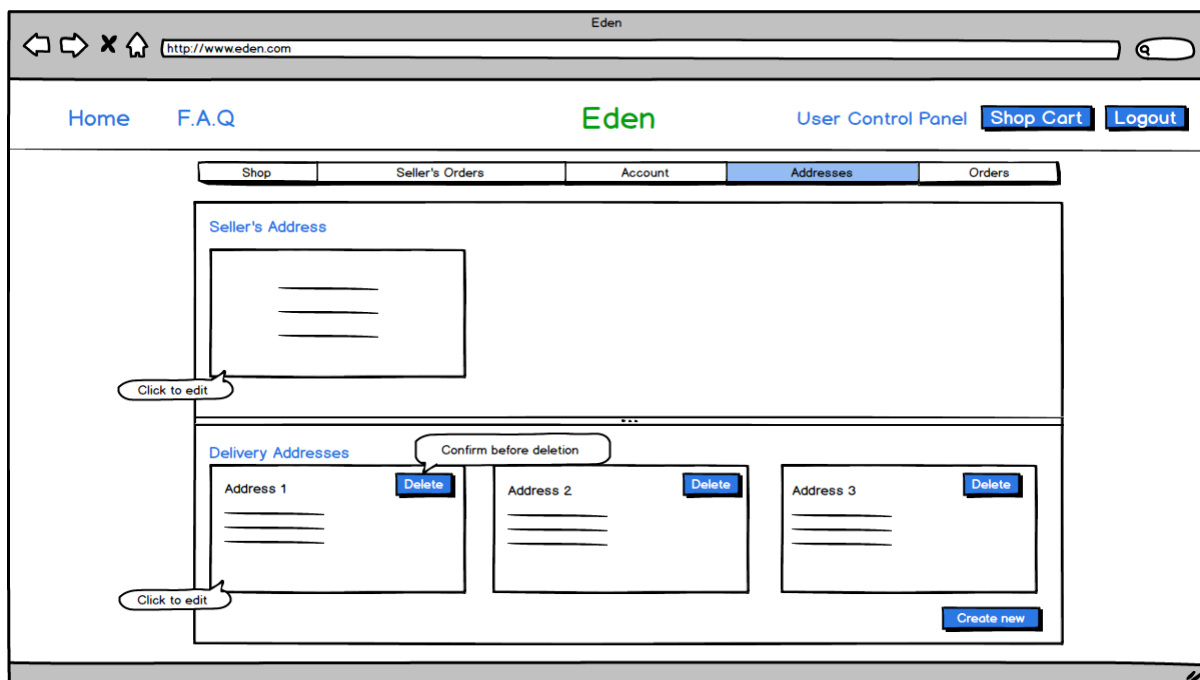 Eden
http://www.eden.com
Home F.A.Q Eden User Control Panel Shop Cart Logout
Shop Seller's Orders Account Addresses Orders
Seller's Address
Click to edit
Delivery Addresses
Confirm before deletion
Address 1 Delete
Address 2 Delete
Address 3 Delete
Click to edit
Create new